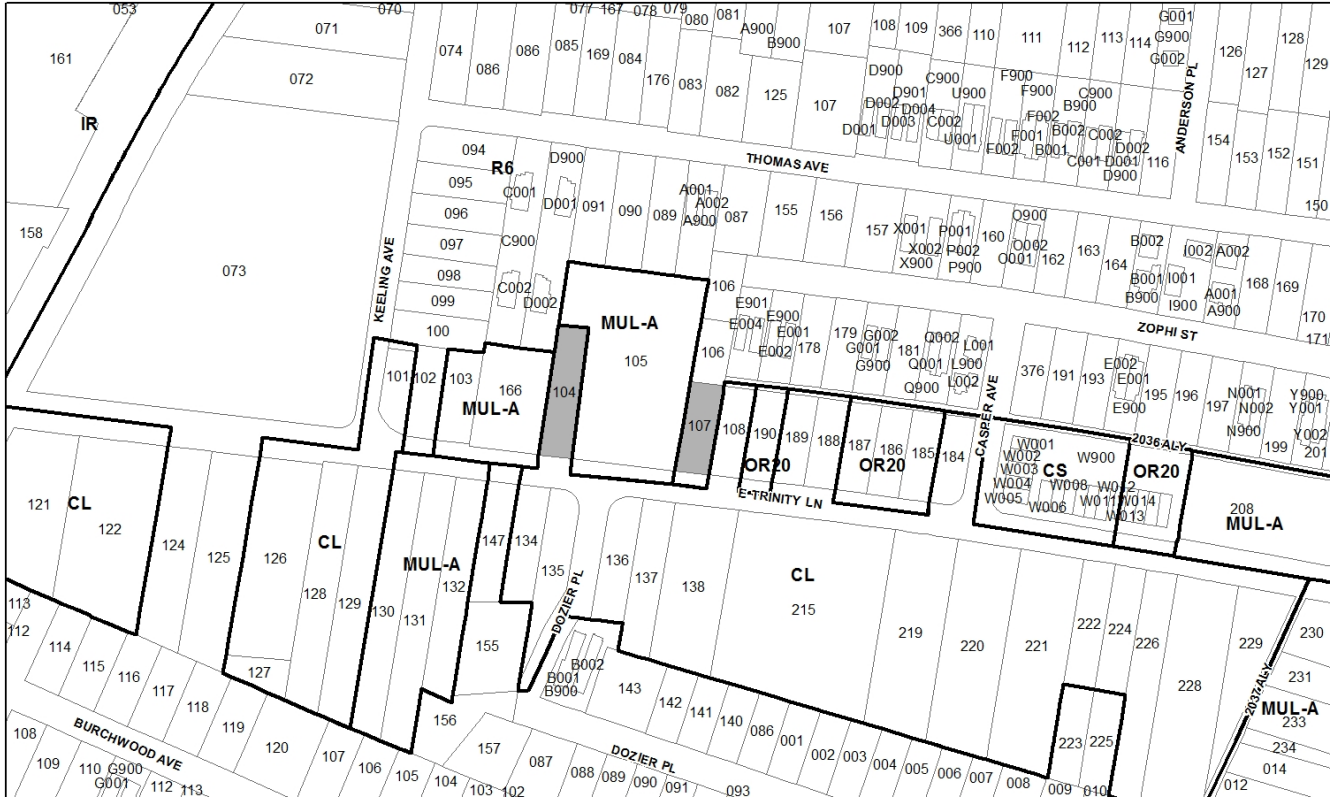 053
070
077
167
078
079
080
081
A900
B900
107
108
109
366
110
111
112
113
114
G001
G900
G002
126
127
128
129
161
071
072
074
086
086
085
169
084
176
083
082
125
107
D900
D901
D002
D004
D003
D001
C900
U900
C002
U001
F900
F900
F002
F001
F002
C900
B900
B002
B001
C002
C001
D002
D001
D900
116
ANDERSON PL
154
153
152
151
150
IR
158
073
KEELING AVE
THOMAS AVE
094
R6
D900
095
C001
D001
096
097
C900
098
C002
D002
099
100
091
090
089
A001
A002
A900
087
155
156
157
X001
X002
X900
P001
P002
P900
160
O900
O002
O001
162
163
164
B002
B001
B900
I002
I001
I900
A002
A001
A900
168
169
170
171
ZOPHI ST
MUL-A
105
106
106
E901
E004
E900
E001
E002
178
179
G002
G001
G900
181
Q002
Q001
Q900
L001
L900
L002
376
191
193
E002
E001
E900
195
196
197
N001
N002
N900
199
Y900
Y001
Y002
201
101
102
103
166
MUL-A
104
107
108
190
189
188
187
186
185
184
OR20
OR20
CASPER AVE
2036 ALY
E TRINITY LN
W001
W002
W003
W004
W005
CS
W900
W008
W006
W012
W011
W014
W013
OR20
208
MUL-A
121
CL
122
124
125
126
CL
128
129
127
130
MUL-A
131
132
147
134
135
155
156
DOZIER PL
136
137
138
CL
215
219
220
221
222
224
226
228
229
230
231
2037 ALY
MUL-A
233
234
014
012
223
225
113
112
114
115
116
117
118
119
120
107
106
105
104
103
102
BURCHWOOD AVE
108
109
110
G900
G001
112
113
B002
B001
B900
143
142
141
140
086
001
002
003
004
005
006
007
008
009
010
157
087
088
089
090
091
093
DOZIER PL